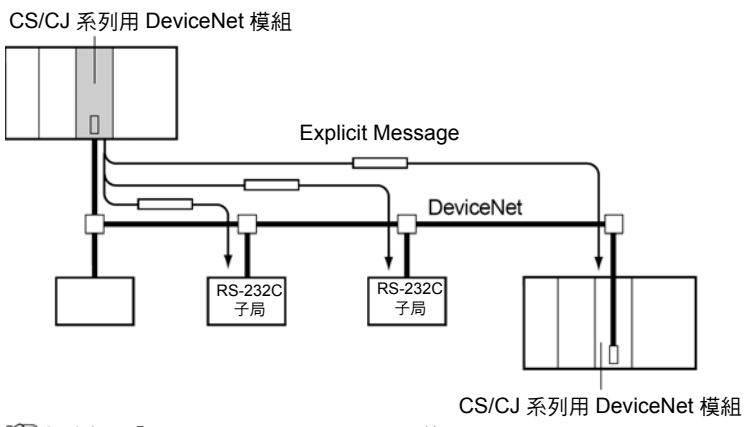 CS/CJ 系列用 DeviceNet 模組
Explicit Message
DeviceNet
RS-232C
子局
RS-232C
子局
CS/CJ 系列用 DeviceNet 模組